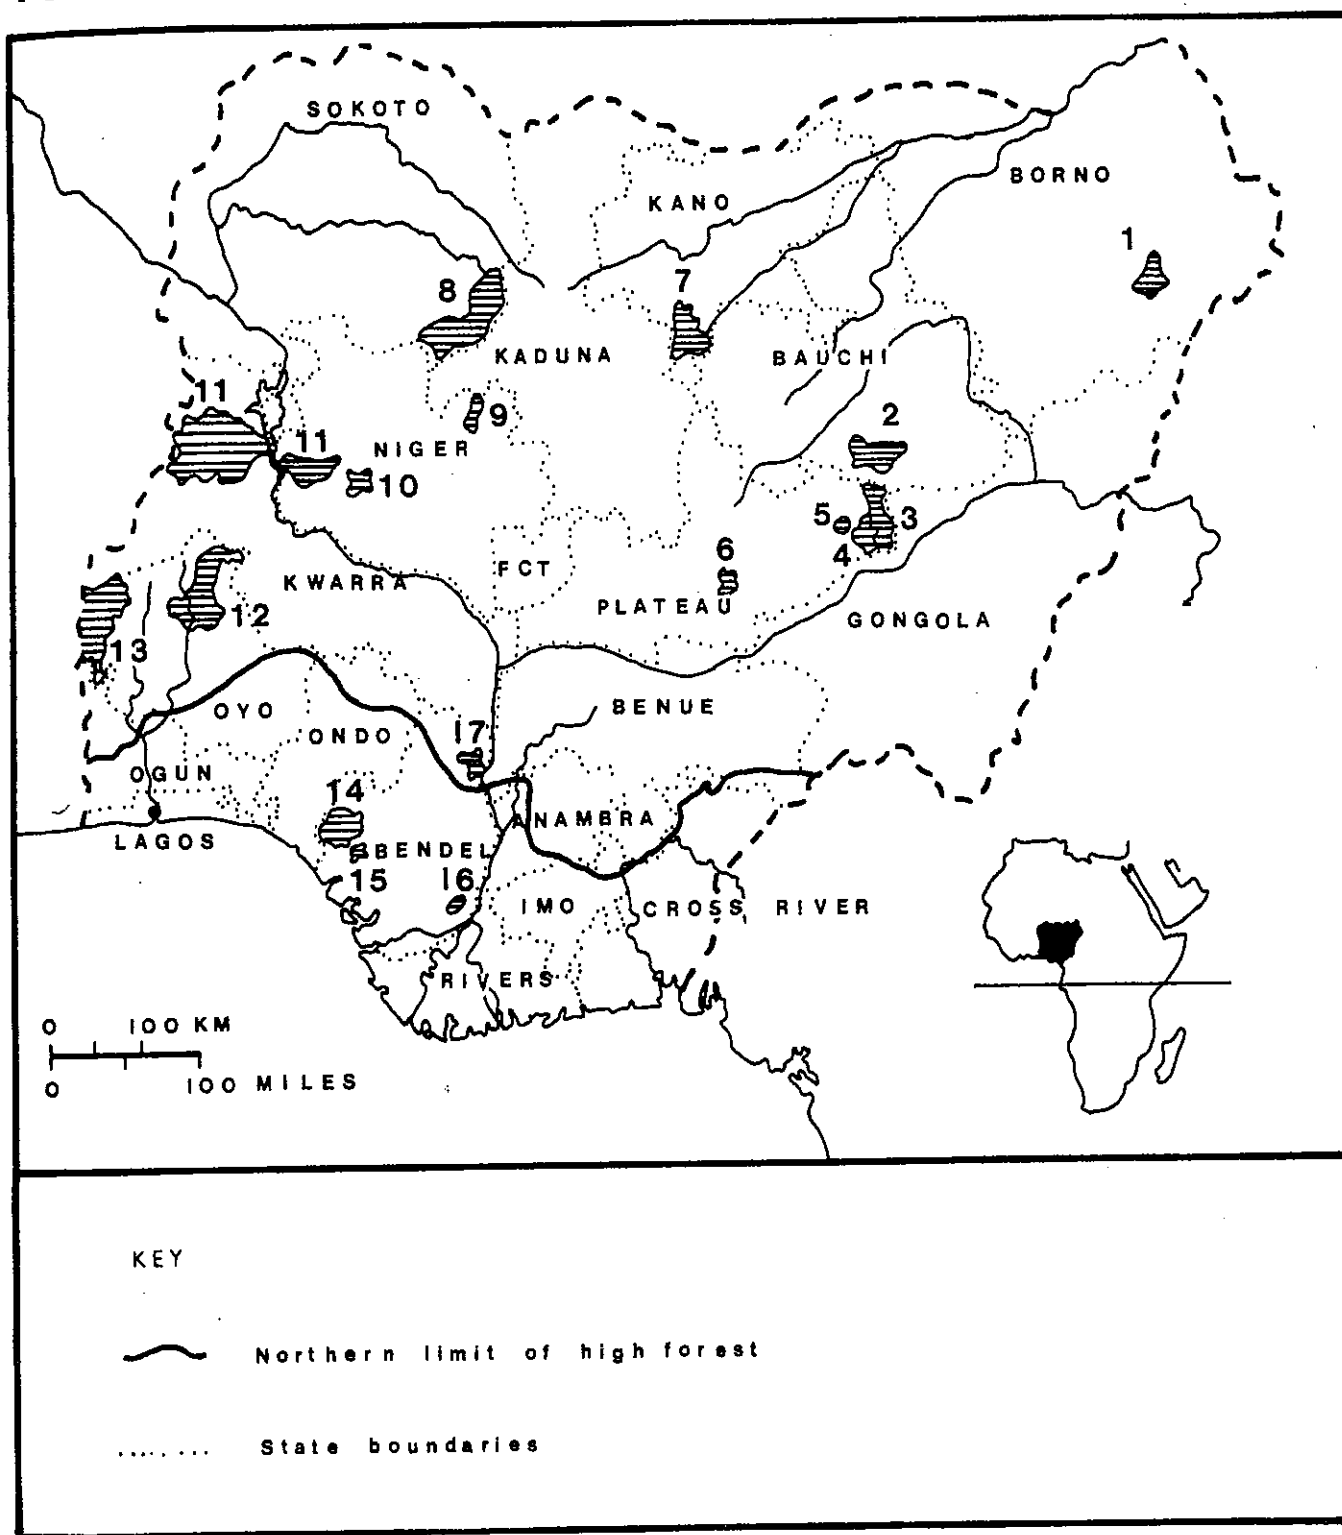 SOKOTO
KANO
BORNO
1
8
7
KADUNA
BAUCHI
11
9
2
NIGER
11
10
5
3
4
6
FCT
KWARRA
PLATEAU
12
GONGOLA
13
BENUE
OYO
17
ONDO
OGUN
14
ANAMBRA
LAGOS
BENDEL
15
16
IMO
CROSS RIVER
RIVERS
0 100 KM
0 100 MILES
KEY
Northern limit of high forest
State boundaries